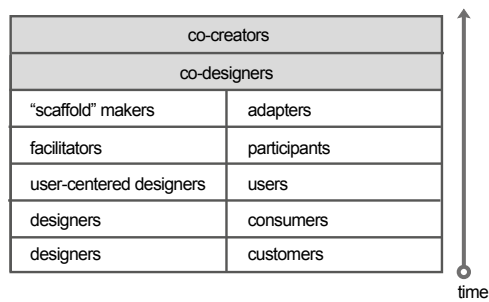 co-creators
co-designers
“scaffold” makers adapters
facilitators participants
user-centered designers users
designers consumers
designers customers
time